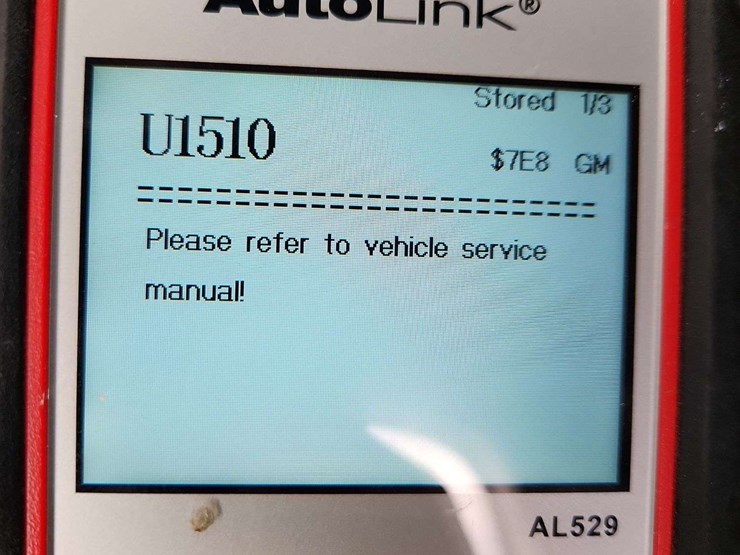 AutoLink®
Stored 1/3
U1510
$7E8 GM
==============================
Please refer to vehicle service
manual!
AL529